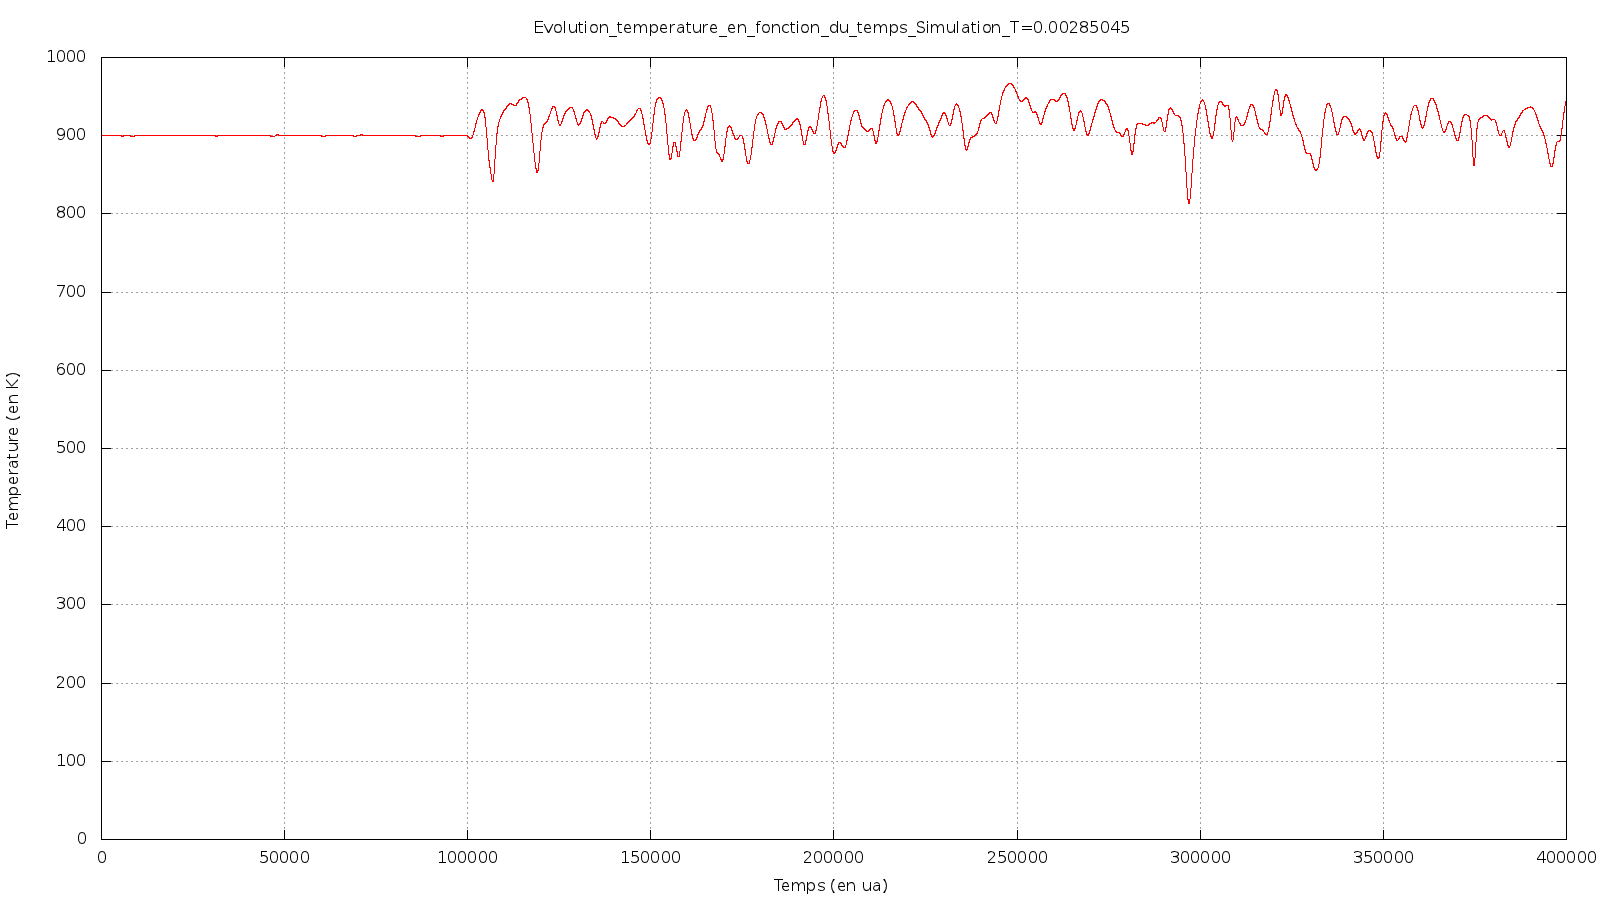 Evolution_temperature_en_fonction_du_temps_Simulation_T=0.00285045
1000
900
800
700
600
500
400
300
200
100
0
Temperature (en K)
0 50000 100000 150000 200000 250000 300000 350000 400000
Temps (en ua)